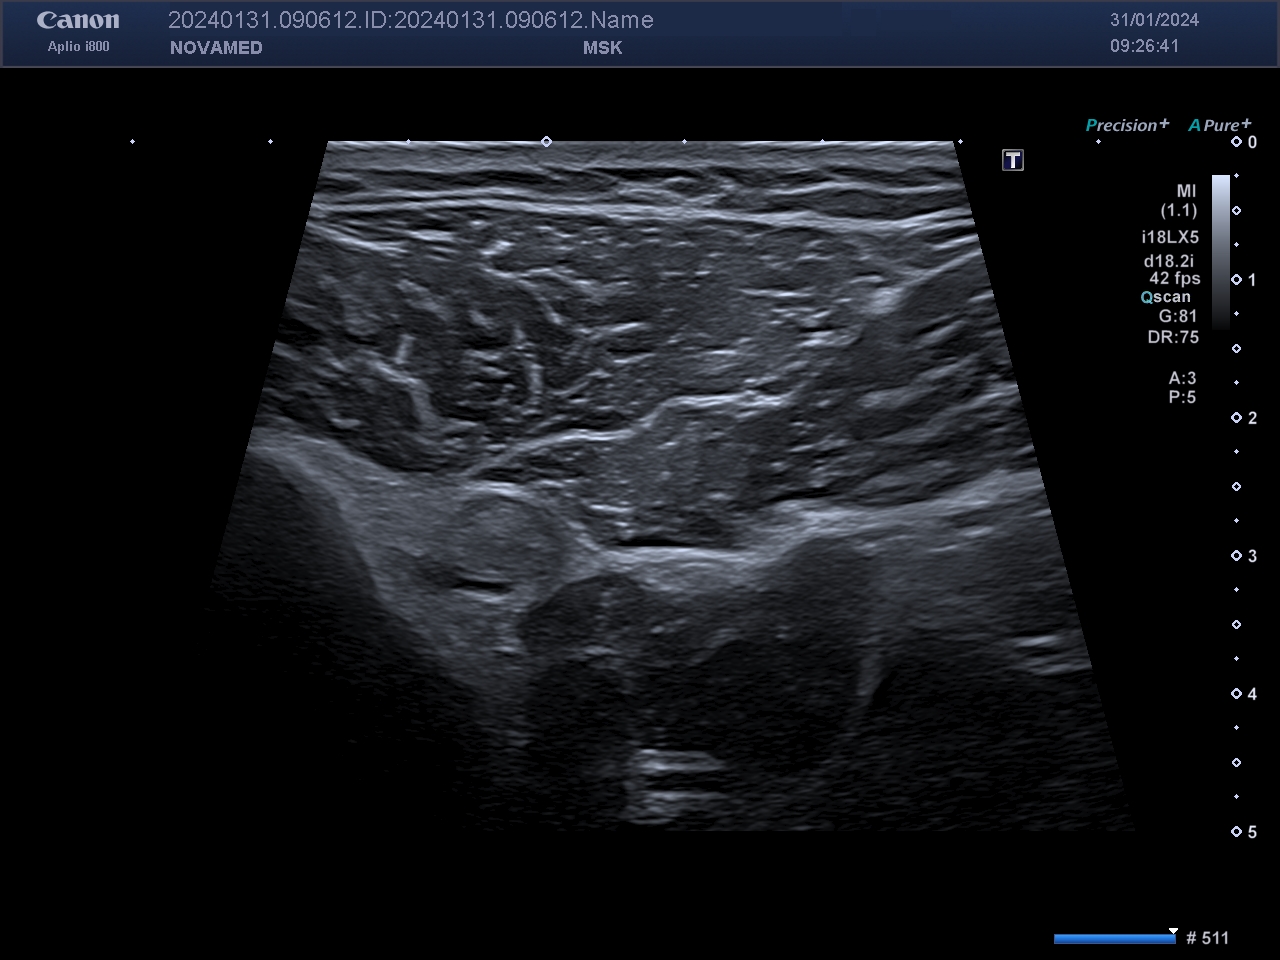 Canon
Aplio i800
20240131.090612.ID:20240131.090612.Name
NOVAMED
MSK
31/01/2024
09:26:41
Precision+ APure+
T
MI
(1.1)
i18LX5
d18.2i
42 fps
Qscan
G:81
DR:75
A:3
P:5
0
1
2
3
4
5
# 511